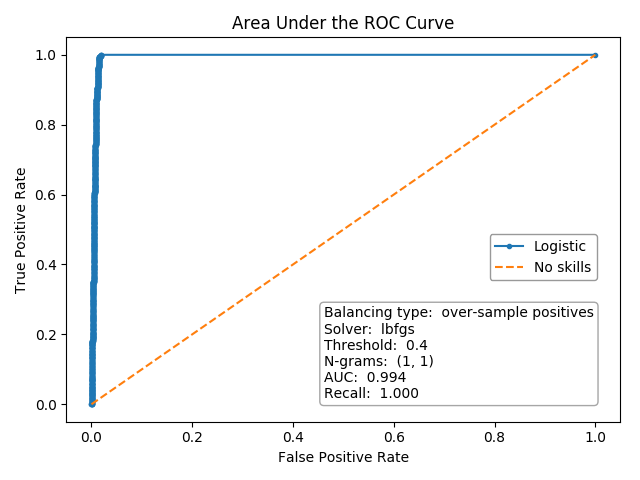 Area Under the ROC Curve
True Positive Rate
1.0
0.8
0.6
0.4
0.2
0.0
Logistic
No skills
Balancing type:  over-sample positives
Solver:  lbfgs
Threshold:  0.4
N-grams:  (1, 1)
AUC:  0.994
Recall:  1.000
0.0 0.2 0.4 0.6 0.8 1.0
False Positive Rate